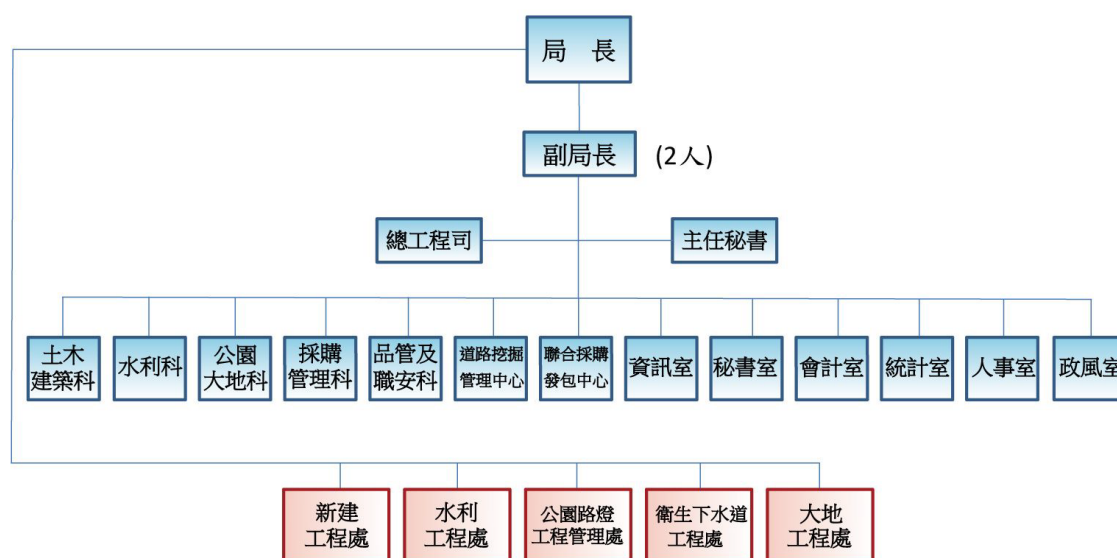 局 長
副局長 (2人)
總工程司 主任秘書
土木
建築科
水利科
公園
大地科
採購
管理科
品管及
職安科
道路挖掘
管理中心
聯合採購
發包中心
資訊室
秘書室
會計室
統計室
人事室
政風室
新建
工程處
水利
工程處
公園路燈
工程管理處
衛生下水道
工程處
大地
工程處